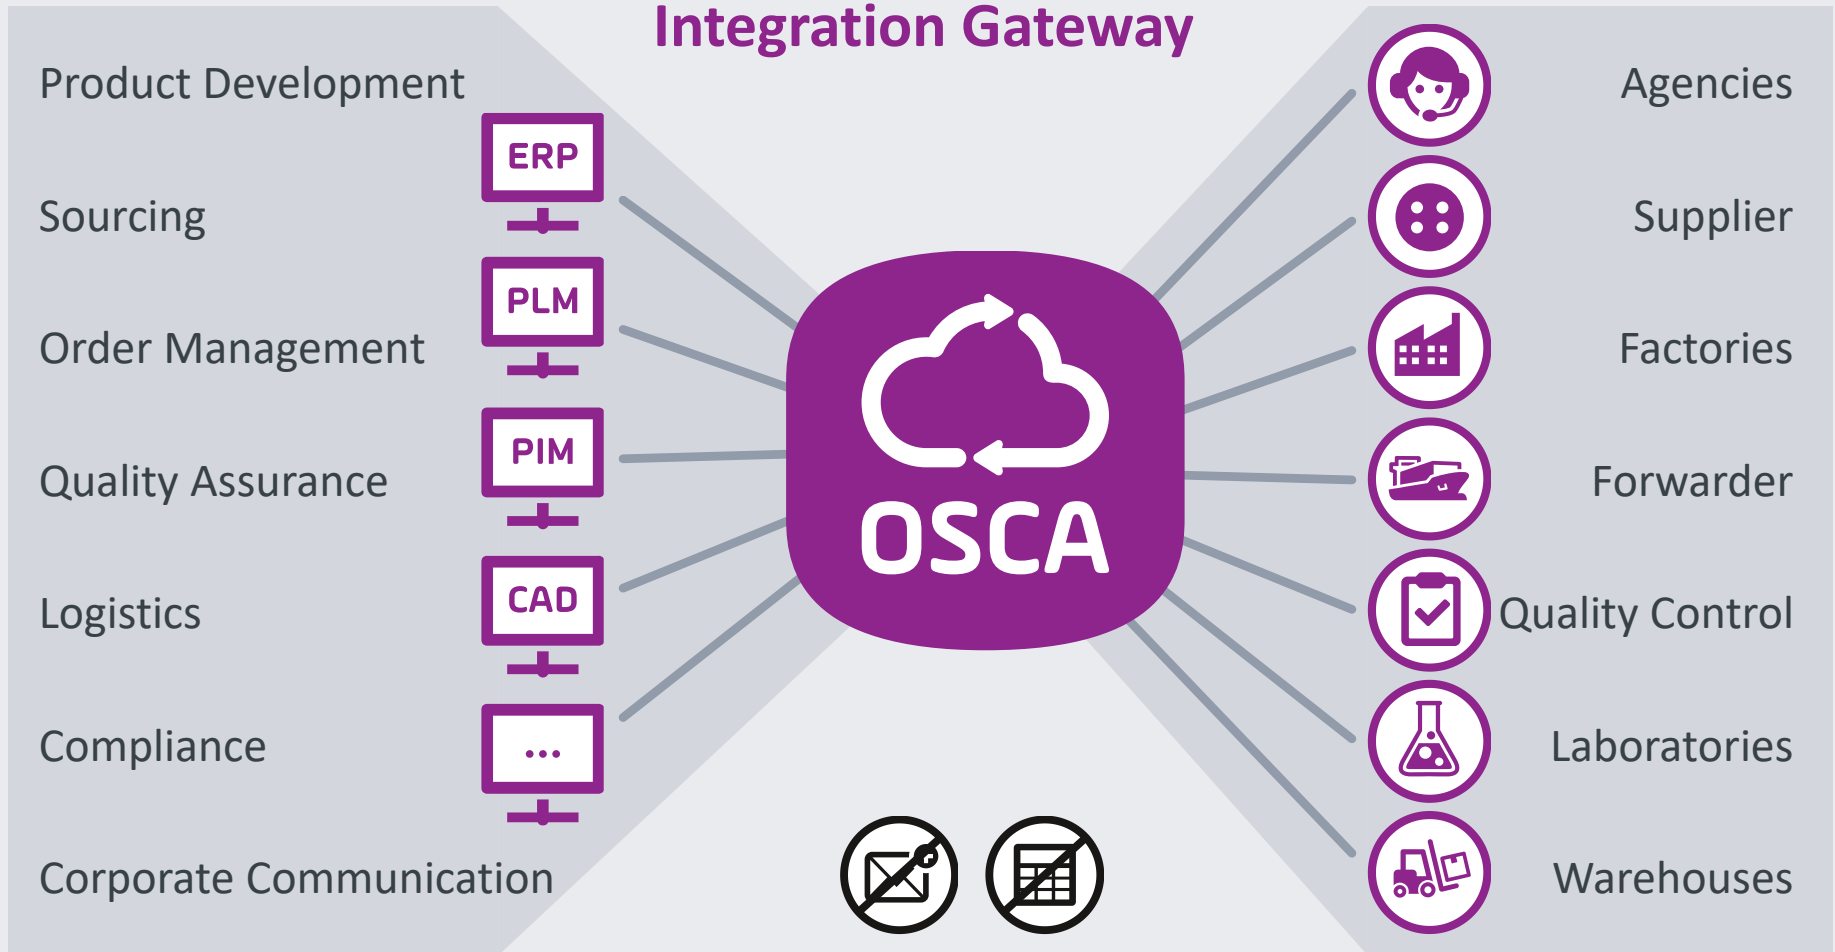 Integration Gateway
Product Development
Sourcing
Order Management
Quality Assurance
Logistics
Compliance
Corporate Communication
ERP
PLM
PIM
CAD
...
OSCA
Agencies
Supplier
Factories
Forwarder
Quality Control
Laboratories
Warehouses